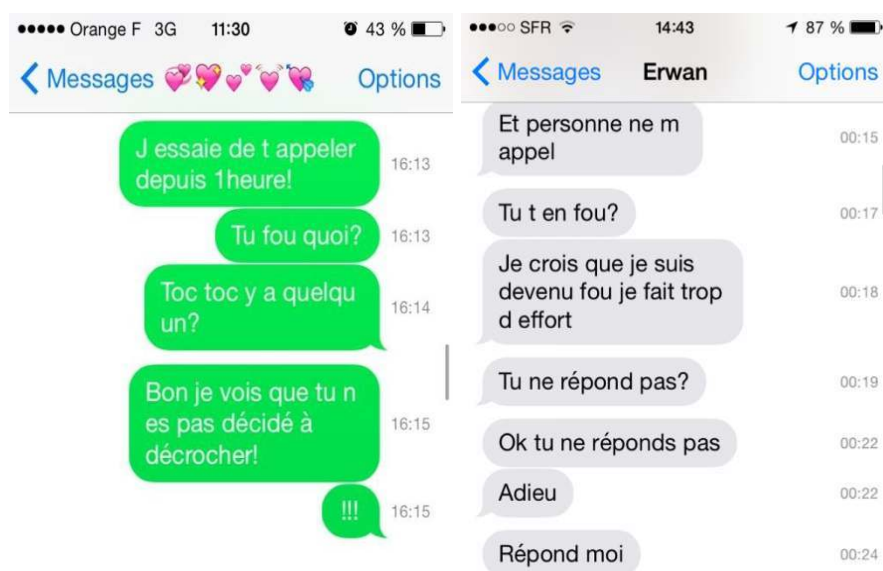 Orange F 3G 11:30 43 %
Messages Options
J essaie de t appeler
depuis 1heure!
16:13
Tu fou quoi?
16:13
Toc toc y a quelqu
un?
16:14
Bon je vois que tu n
es pas décidé à
décrocher!
16:15
!!!
16:15
SFR 14:43 87 %
Messages Erwan Options
Et personne ne m
appel
00:15
Tu t en fou?
00:17
Je crois que je suis
devenu fou je fait trop
d effort
00:18
Tu ne répond pas?
00:19
Ok tu ne réponds pas
00:22
Adieu
00:22
Répond moi
00:24